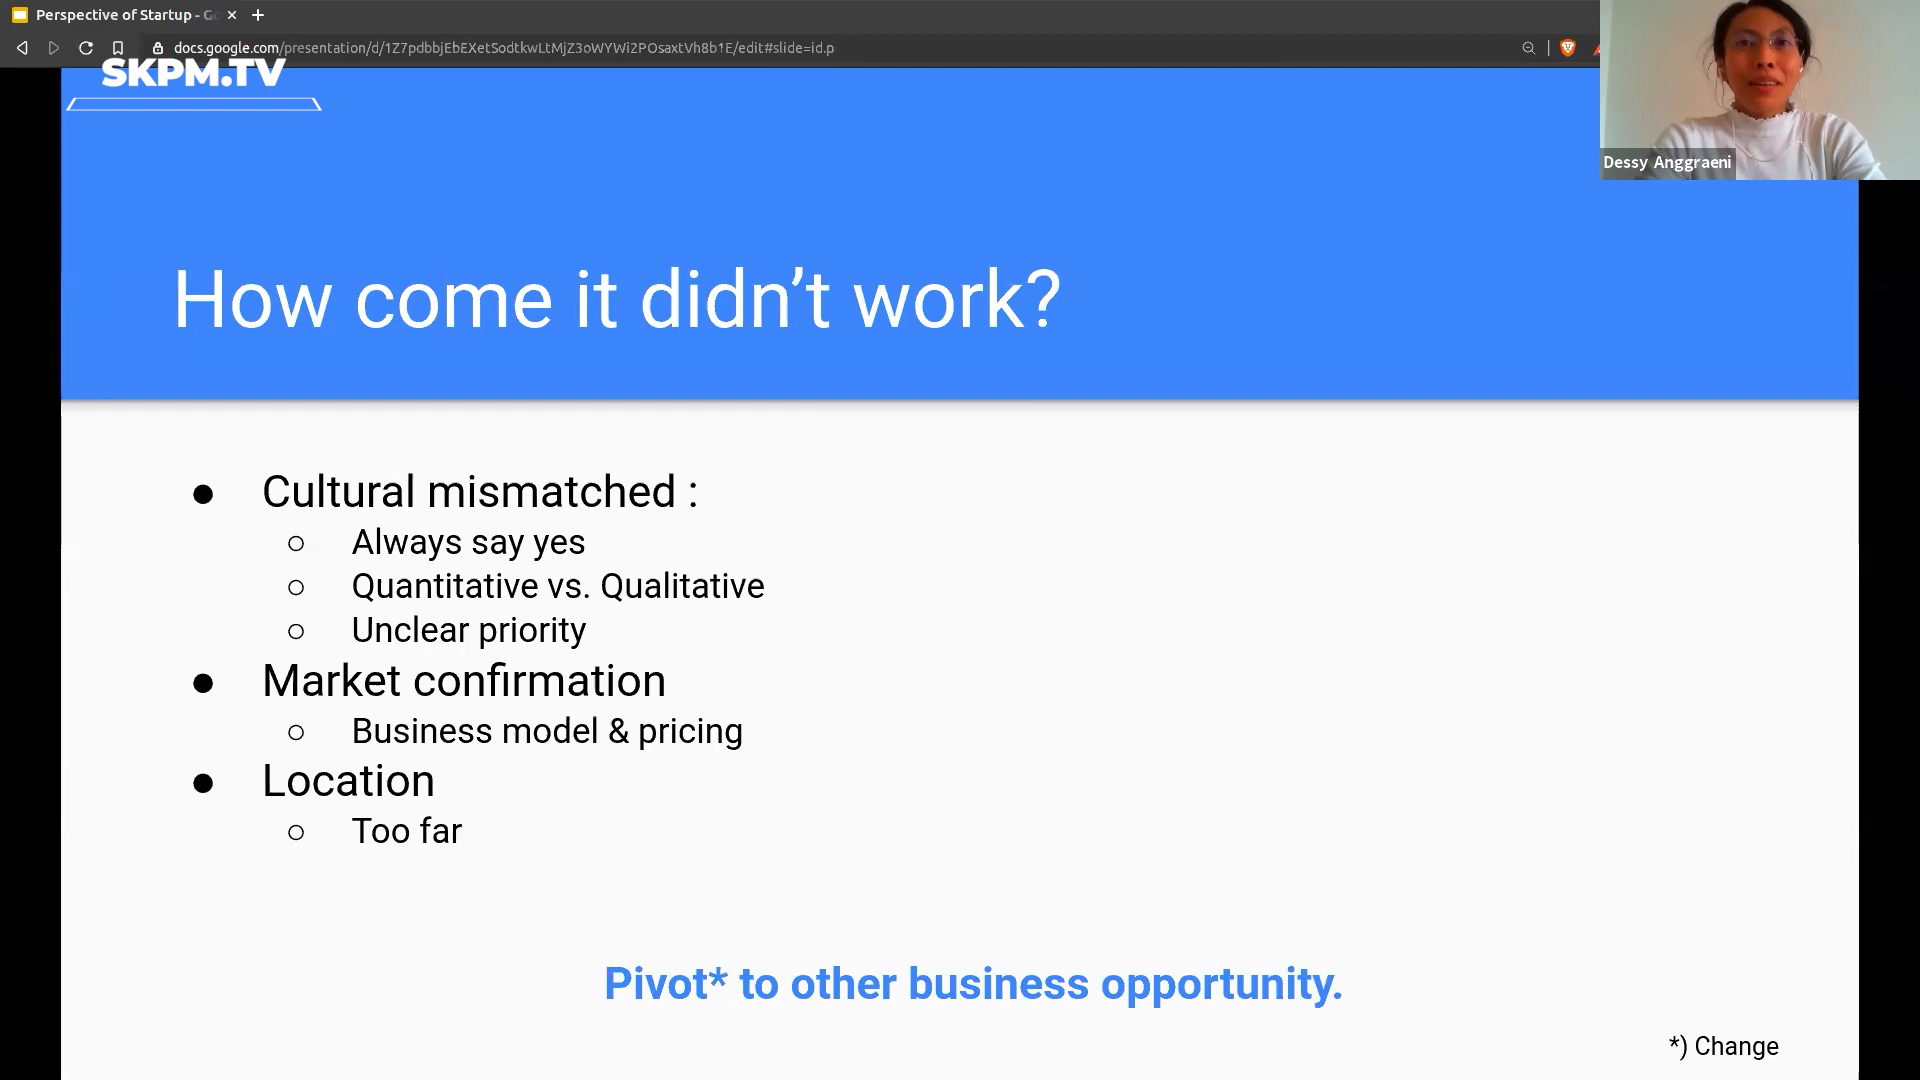 Perspective of Startup - G
docs.google.com/presentation/d/1Z7pdbbjEbEXetSodtkwLtMjZ3oWYWi2POsaxtVh8b1E/edit#slide=id.p
SKPM.TV
Dessy Anggraeni
How come it didn’t work?
● Cultural mismatched :
○ Always say yes
○ Quantitative vs. Qualitative
○ Unclear priority
● Market confirmation
○ Business model & pricing
● Location
○ Too far
Pivot* to other business opportunity.
*) Change